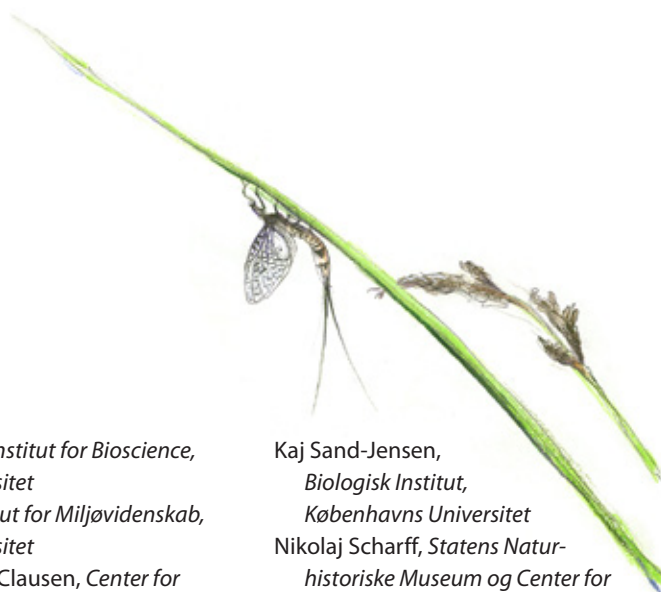 nstitut for Bioscience,
sitet
ut for Miljøvidenskab,
sitet
Clausen, Center for
Kaj Sand-Jensen,
Biologisk Institut,
Københavns Universitet
Nikolaj Scharff, Statens Natur-
historiske Museum og Center for